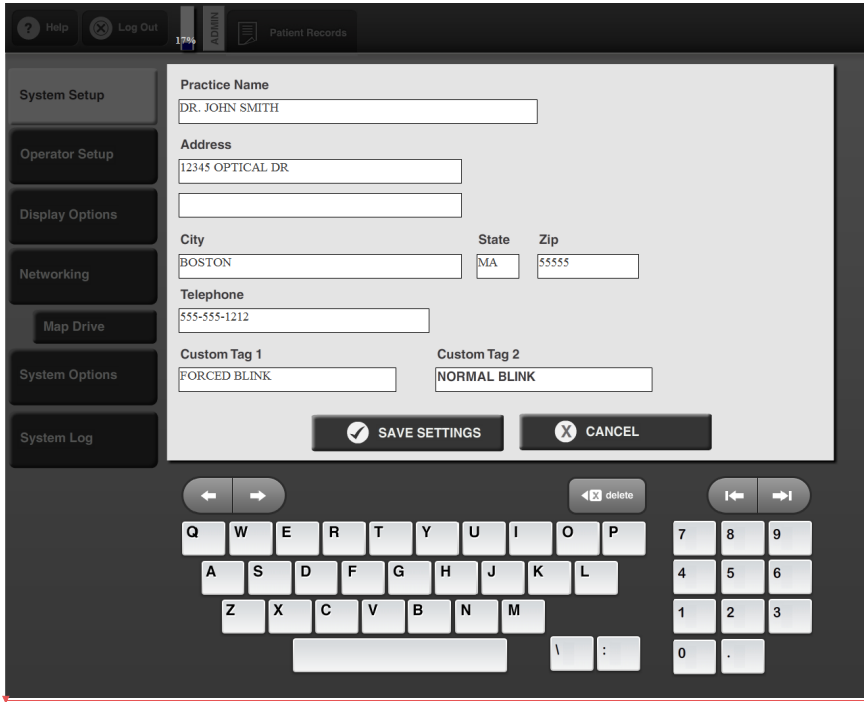 ? Help
Log Out
17%
ADMIN
Patient Records
System Setup
Operator Setup
Display Options
Networking
Map Drive
System Options
System Log
Practice Name
DR. JOHN SMITH
Address
12345 OPTICAL DR
City State Zip
BOSTON MA 55555
Telephone
555-555-1212
Custom Tag 1 Custom Tag 2
FORCED BLINK NORMAL BLINK
SAVE SETTINGS X CANCEL
X delete
Q W E R T Y U I O P 7 8 9
A S D F G H J K L 4 5 6
Z X C V B N M 1 2 3
\ : 0 .